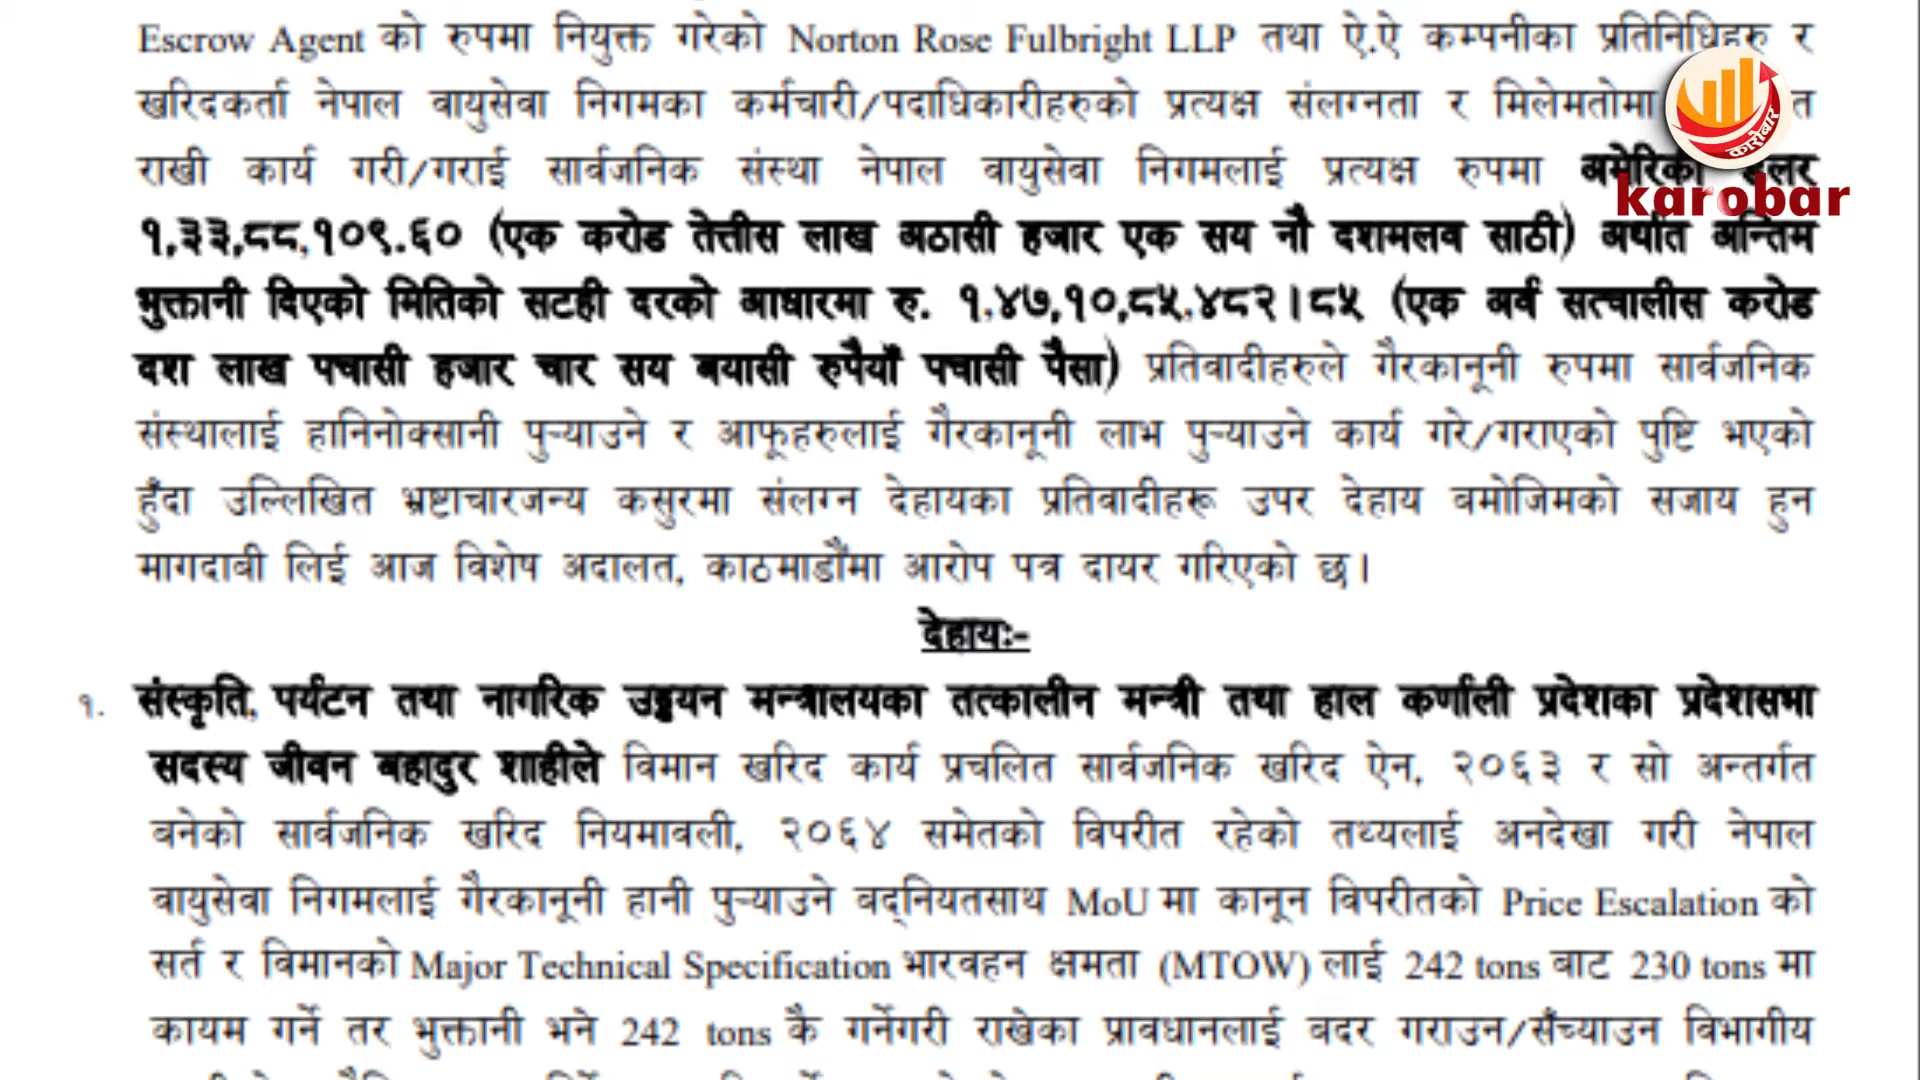 Escrow Agent को रुपमा नियुक्त गरेको Norton Rose Fulbright LLP तथा ऐ.ऐ कम्पनीका प्रतिनिधिहरु र
खरिदकर्ता नेपाल वायुसेवा निगमका कर्मचारी/पदाधिकारीहरुको प्रत्यक्ष संलग्नता र मिलेमतोमा त
राखी कार्य गरी/गराई सार्वजनिक संस्था नेपाल वायुसेवा निगमलाई प्रत्यक्ष रुपमा अमेरिकी डलर
१,३३,८८,१०९.६० (एक करोड तेत्तीस लाख अठासी हजार एक सय नौ दशमलव साठी) अर्थात अन्तिम
भुक्तानी दिएको मितिको सटही दरको आधारमा रु. १,४७,१०,८५,४८२।८५ (एक अर्व सत्चालीस करोड
दश लाख पचासी हजार चार सय बयासी रुपैयाँ पचासी पैसा) प्रतिवादीहरुले गैरकानूनी रुपमा सार्वजनिक
संस्थालाई हानिनोक्सानी पुऱ्याउने र आफूहरुलाई गैरकानूनी लाभ पुऱ्याउने कार्य गरे/गराएको पुष्टि भएको
हुँदा उल्लिखित भ्रष्टाचारजन्य कसुरमा संलग्न देहायका प्रतिवादीहरू उपर देहाय बमोजिमको सजाय हुन
मागदाबी लिई आज विशेष अदालत, काठमाडौँमा आरोप पत्र दायर गरिएको छ।
देहायः-
१. संस्कृति, पर्यटन तथा नागरिक उड्डयन मन्त्रालयका तत्कालीन मन्त्री तथा हाल कर्णाली प्रदेशका प्रदेशसभा
सदस्य जीवन बहादुर शाहीले विमान खरिद कार्य प्रचलित सार्वजनिक खरिद ऐन, २०६३ र सो अन्तर्गत
बनेको सार्वजनिक खरिद नियमावली, २०६४ समेतको विपरीत रहेको तथ्यलाई अनदेखा गरी नेपाल
वायुसेवा निगमलाई गैरकानूनी हानी पुऱ्याउने बद्नियतसाथ MoU मा कानून विपरीतको Price Escalation को
सर्त र विमानको Major Technical Specification भारवहन क्षमता (MTOW) लाई 242 tons बाट 230 tons मा
कायम गर्ने तर भुक्तानी भने 242 tons कै गर्नेगरी राखेका प्रावधानलाई बदर गराउन/सँच्याउन विभागीय
कारोबार
karobar